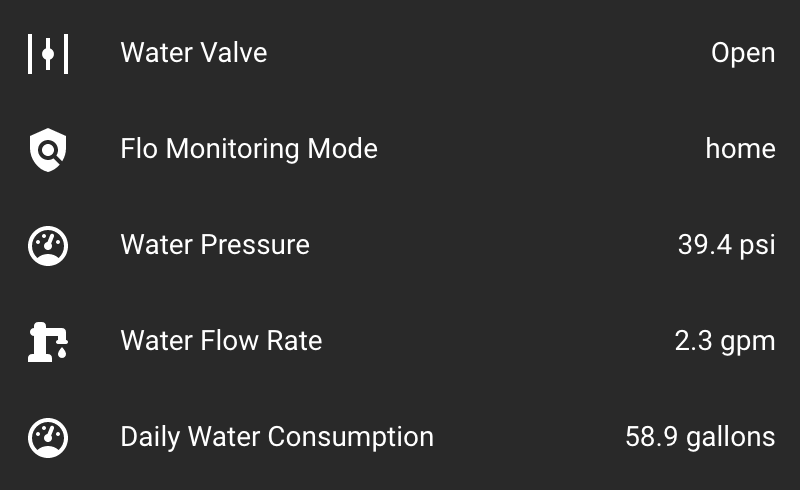 Water Valve Open
Flo Monitoring Mode home
Water Pressure 39.4 psi
Water Flow Rate 2.3 gpm
Daily Water Consumption 58.9 gallons